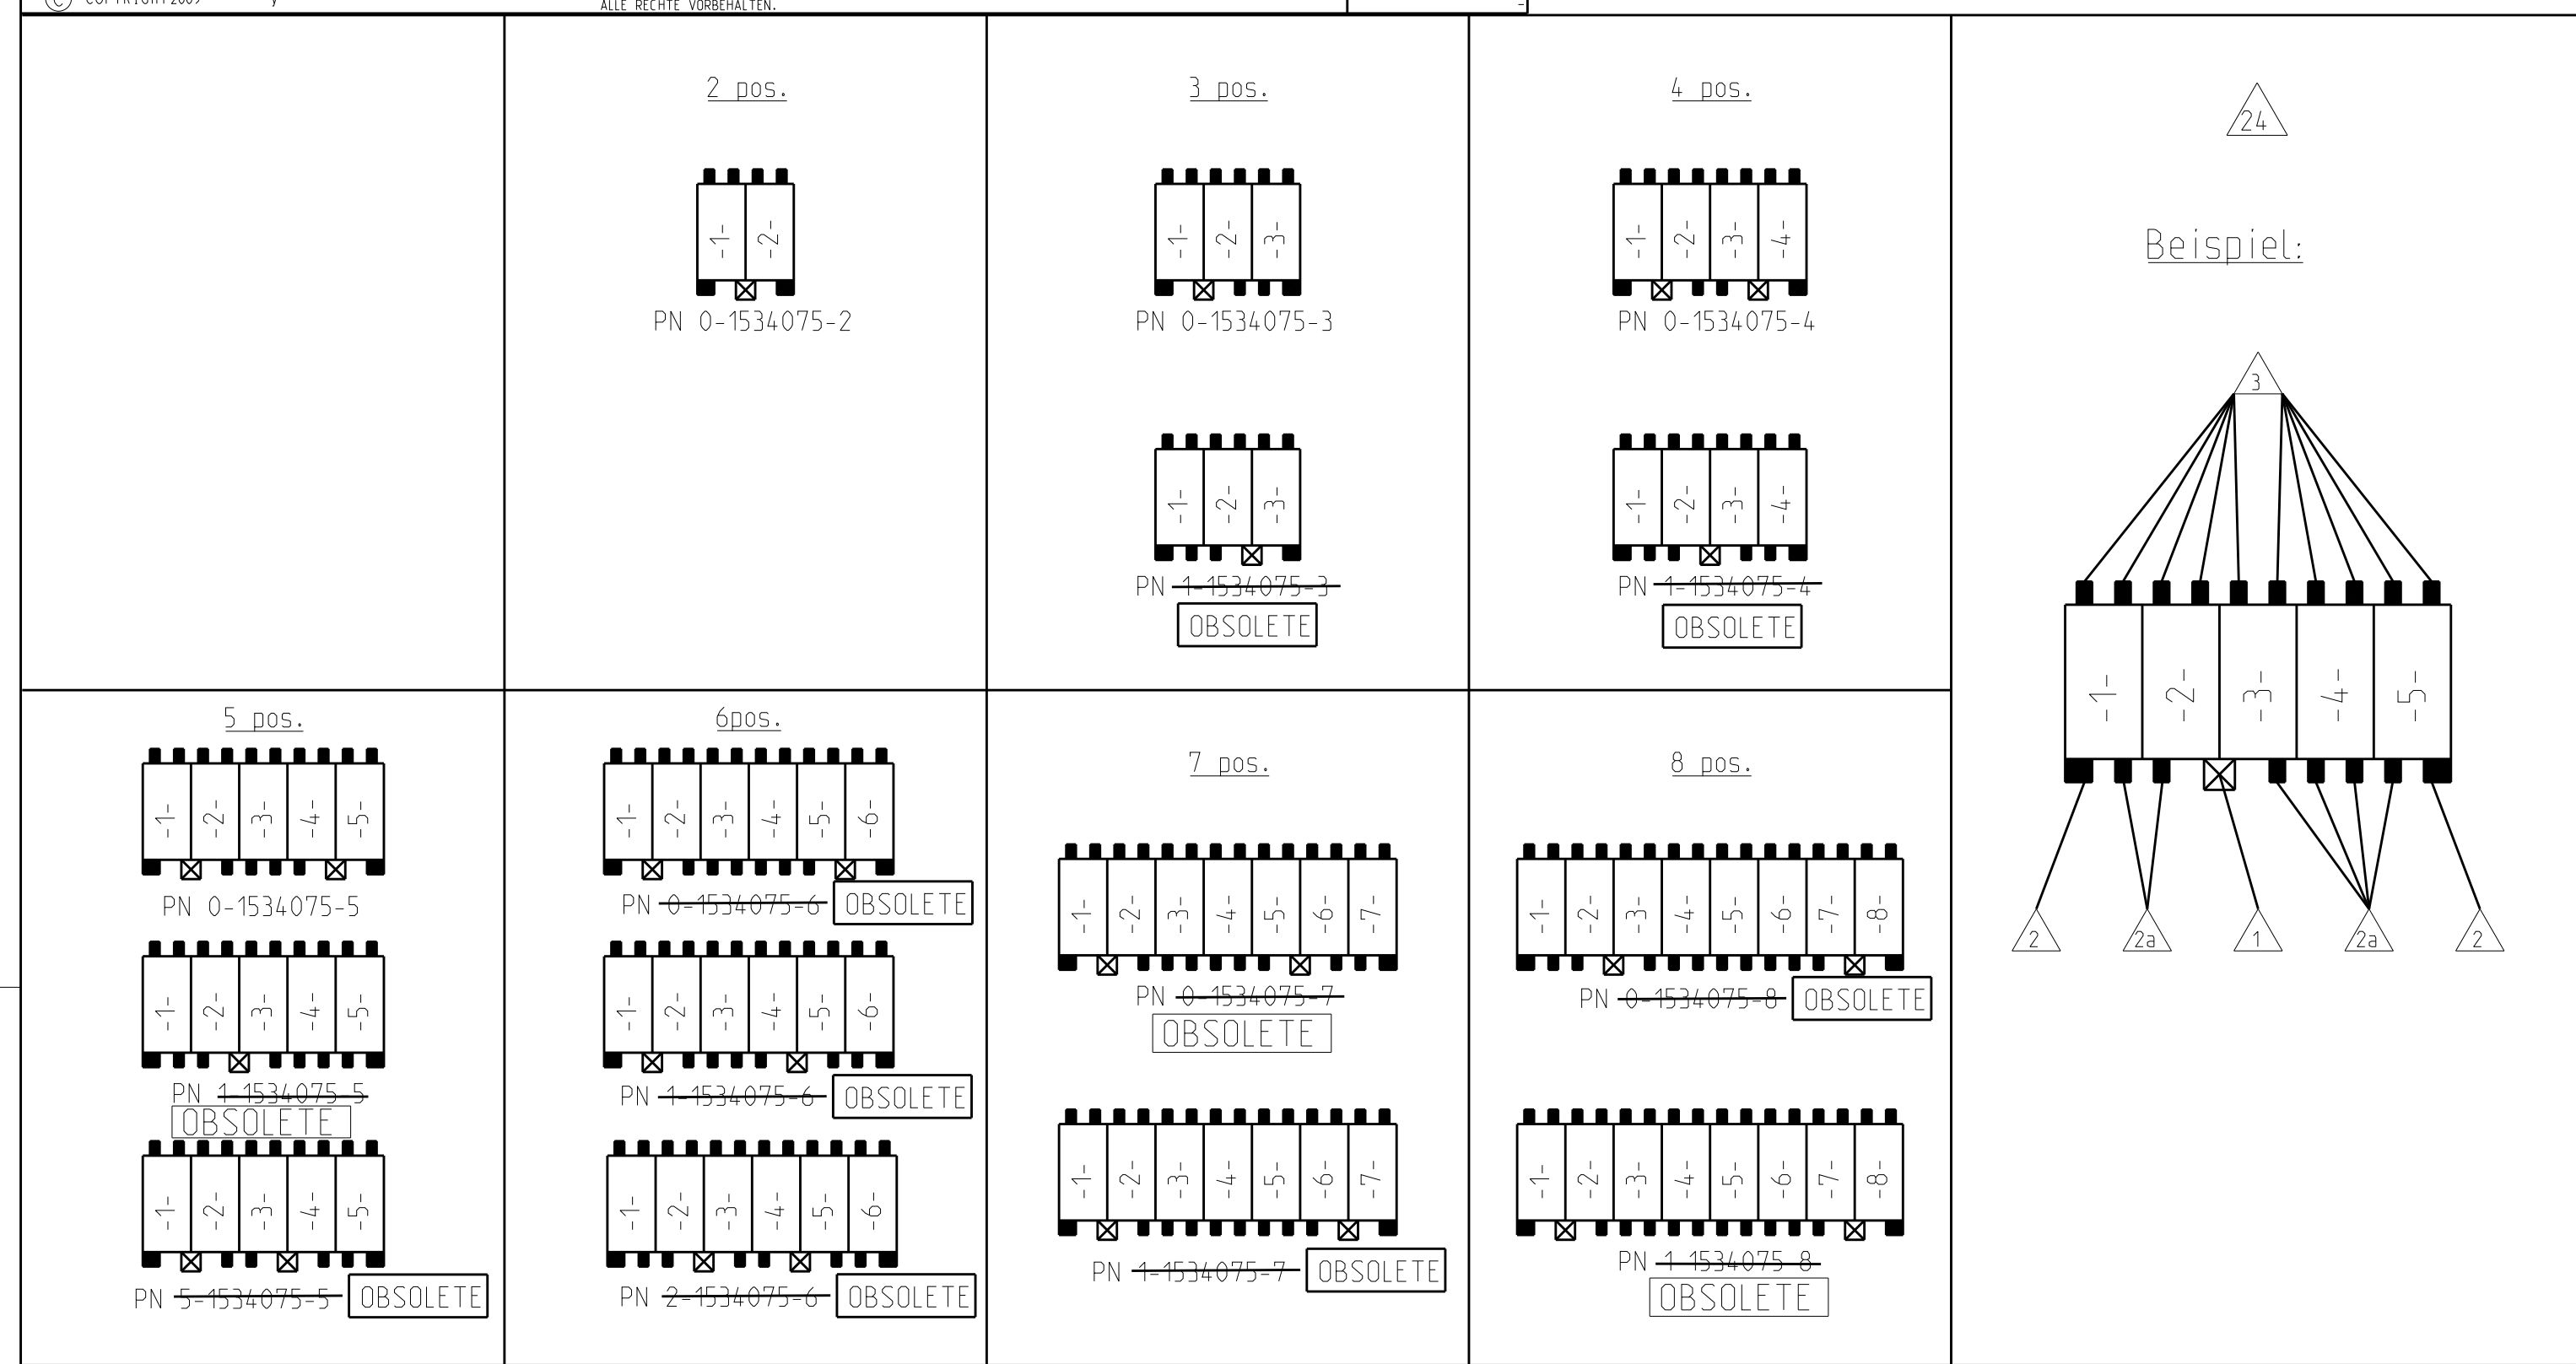 ALLE RECHTE VORBEHALTEN.
-
2 pos.
-1- -2-
PN 0-1534075-2
3 pos.
-1- -2- -3-
PN 0-1534075-3
-1- -2- -3-
PN 1-1534075-3
OBSOLETE
4 pos.
-1- -2- -3- -4-
PN 0-1534075-4
-1- -2- -3- -4-
PN 1-1534075-4
OBSOLETE
5 pos.
-1- -2- -3- -4- -5-
PN 0-1534075-5
-1- -2- -3- -4- -5-
PN 1-1534075-5
OBSOLETE
-1- -2- -3- -4- -5-
PN 5-1534075-5 OBSOLETE
6pos.
-1- -2- -3- -4- -5- -6-
PN 0-1534075-6 OBSOLETE
-1- -2- -3- -4- -5- -6-
PN 1-1534075-6 OBSOLETE
-1- -2- -3- -4- -5- -6-
PN 2-1534075-6 OBSOLETE
7 pos.
-1- -2- -3- -4- -5- -6- -7-
PN 0-1534075-7
OBSOLETE
-1- -2- -3- -4- -5- -6- -7-
PN 1-1534075-7 OBSOLETE
8 pos.
-1- -2- -3- -4- -5- -6- -7- -8-
PN 0-1534075-8 OBSOLETE
-1- -2- -3- -4- -5- -6- -7- -8-
PN 1-1534075-8
OBSOLETE
24
Beispiel:
3
-1- -2- -3- -4- -5-
2 2a 1 2a 2